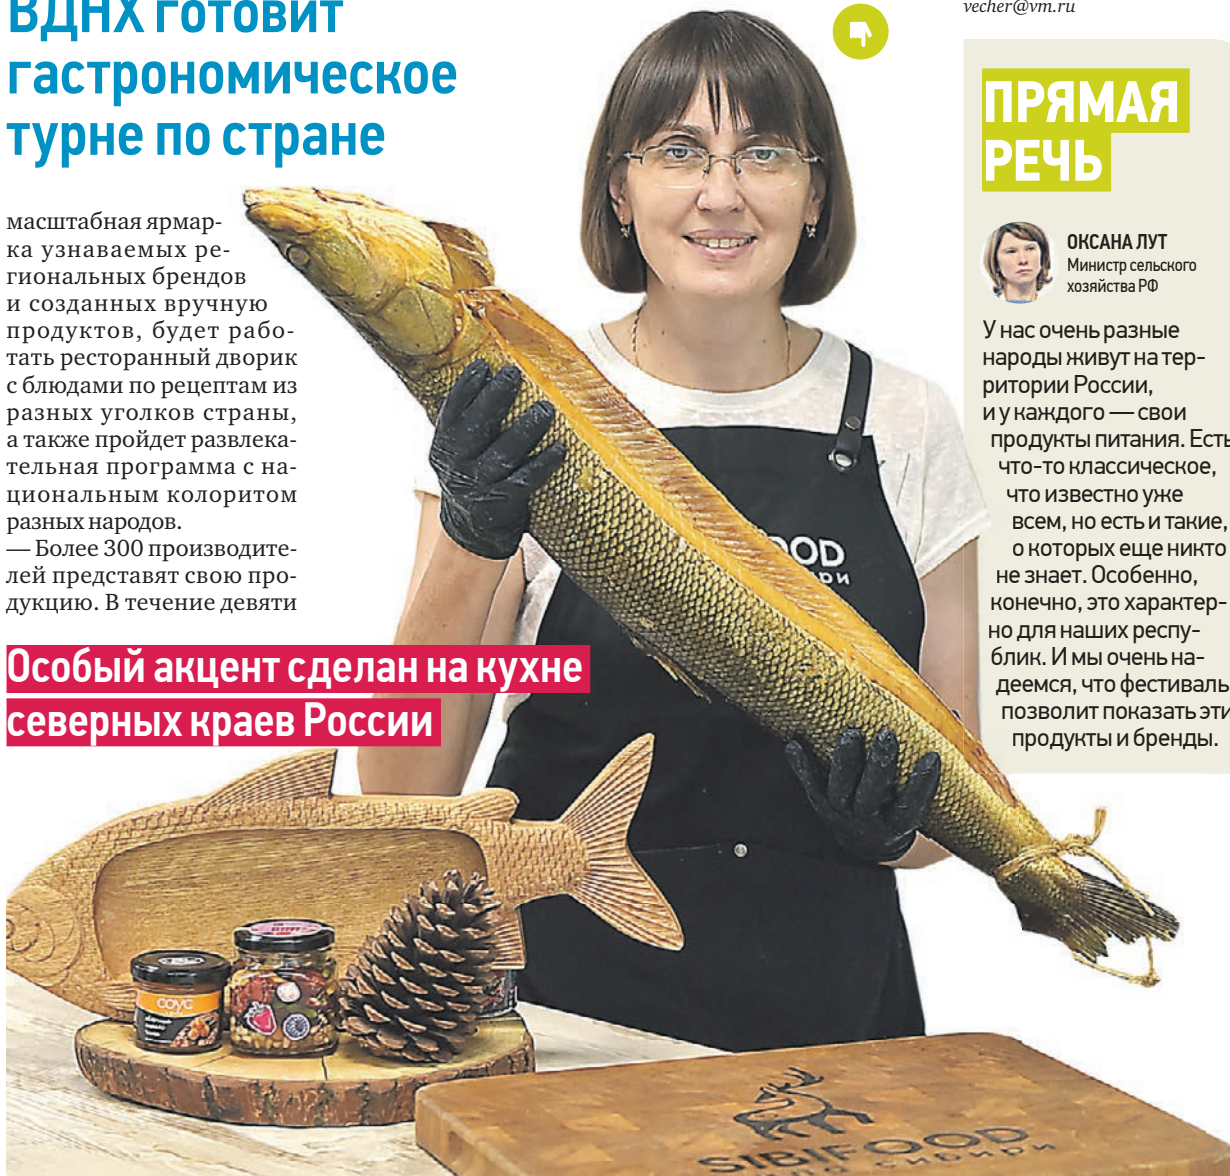 ВДНХ готовит
гастрономическое
турне по стране
масштабная ярмар-
ка узнаваемых ре-
гиональных брендов
и созданных вручную
продуктов, будет рабо-
тать ресторанный дворик
с блюдами по рецептам из
разных уголков страны,
а также пройдет развлека-
тельная программа с на-
циональным колоритом
разных народов.
— Более 300 производите-
лей представят свою про-
дукцию. В течение девяти
Особый акцент сделан на кухне
северных краев России
vecher@vm.ru
ПРЯМАЯ
РЕЧЬ
ОКСАНА ЛУТ
Министр сельского
хозяйства РФ
У нас очень разные
народы живут на тер-
ритории России,
и у каждого — свои
продукты питания. Есть
что-то классическое,
что известно уже
всем, но есть и такие,
о которых еще никто
не знает. Особенно,
конечно, это характер-
но для наших респу-
блик. И мы очень на-
деемся, что фестиваль
позволит показать эти
продукты и бренды.
OOD
СОУС
SIBIFOOD
СИБИРИ